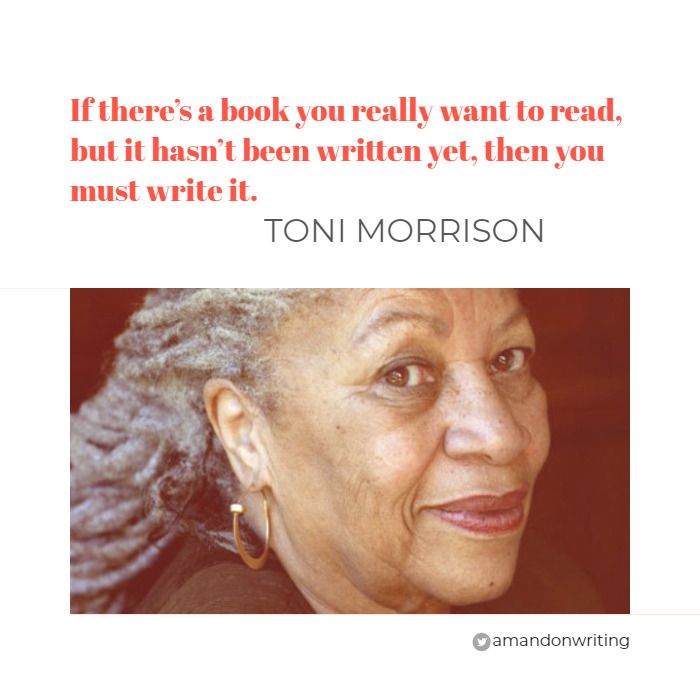 If there’s a book you really want to read,
but it hasn’t been written yet, then you
must write it.
TONI MORRISON
amandonwriting